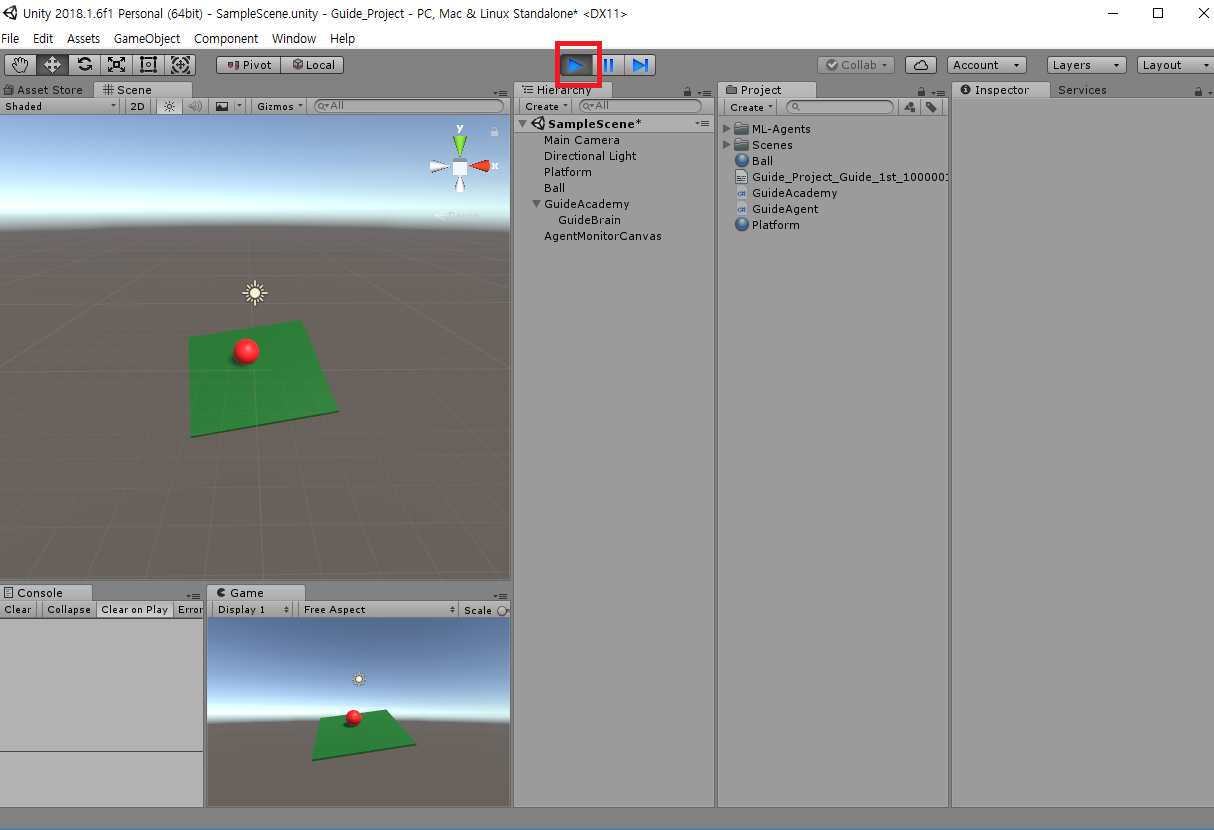 Unity 2018.1.6f1 Personal (64bit) - SampleScene.unity - Guide_Project - PC, Mac & Linux Standalone* <DX11>
File Edit Assets GameObject Component Window Help
Pivot Local Collab Account Layers Layout
Asset Store Scene Hierarchy Project Inspector Services
Shaded 2D Gizmos All Create All Create
SampleScene*
Main Camera
Directional Light
Platform
Ball
GuideAcademy
GuideBrain
AgentMonitorCanvas
ML-Agents
Scenes
Ball
Guide_Project_Guide_1st_1000001
GuideAcademy
GuideAgent
Platform
y
x
Persp
Console Game
Clear Collapse Clear on Play Error Display 1 Free Aspect Scale